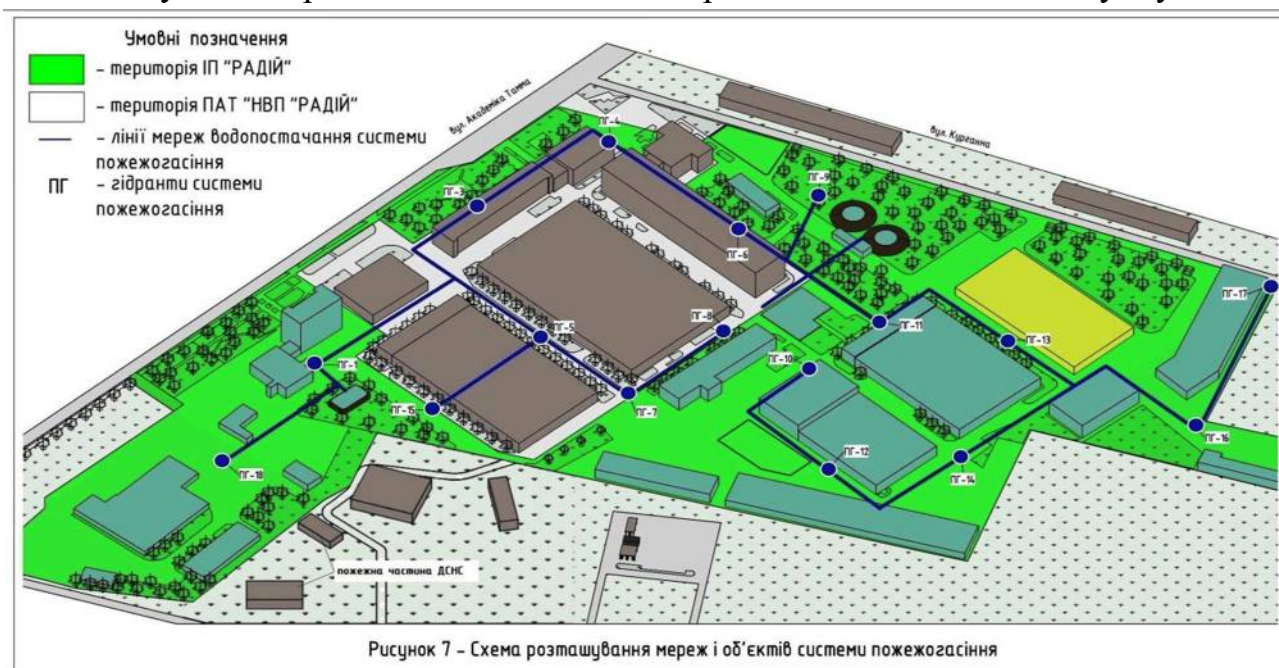 Умовні позначення
– територія ІП "РАДІЙ"
– територія ПАТ "НВП "РАДІЙ"
– лінії мереж водопостачання системи
пожежогасіння
ПГ – гідранти системи
пожежогасіння
вул. Академіка Тамма
вул. Курганна
ПГ-4
ПГ-3
ПГ-9
ПГ-6
ПГ-17
ПГ-5
ПГ-8
ПГ-11
ПГ-13
ПГ-10
ПГ-1
ПГ-7
ПГ-15
ПГ-16
ПГ-12
ПГ-14
ПГ-18
пожежна частина ДСНС
Рисунок 7 – Схема розташування мереж і об'єктів системи пожежогасіння